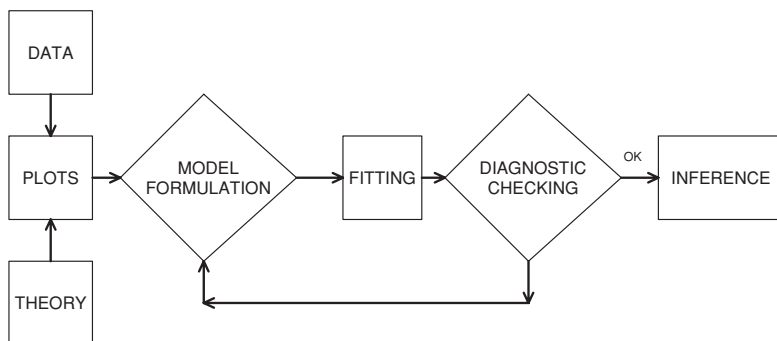 DATA
PLOTS
THEORY
MODEL
FORMULATION
FITTING
DIAGNOSTIC
CHECKING
OK
INFERENCE